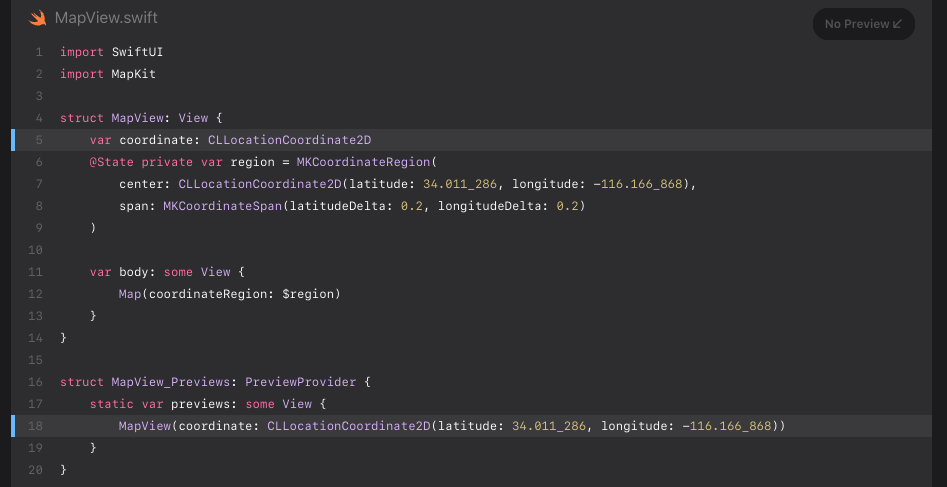 MapView.swift
No Preview
1 import SwiftUI
2 import MapKit
3
4 struct MapView: View {
5     var coordinate: CLLocationCoordinate2D
6     @State private var region = MKCoordinateRegion(
7         center: CLLocationCoordinate2D(latitude: 34.011_286, longitude: -116.166_868),
8         span: MKCoordinateSpan(latitudeDelta: 0.2, longitudeDelta: 0.2)
9     )
10
11     var body: some View {
12         Map(coordinateRegion: $region)
13     }
14 }
15
16 struct MapView_Previews: PreviewProvider {
17     static var previews: some View {
18         MapView(coordinate: CLLocationCoordinate2D(latitude: 34.011_286, longitude: -116.166_868))
19     }
20 }